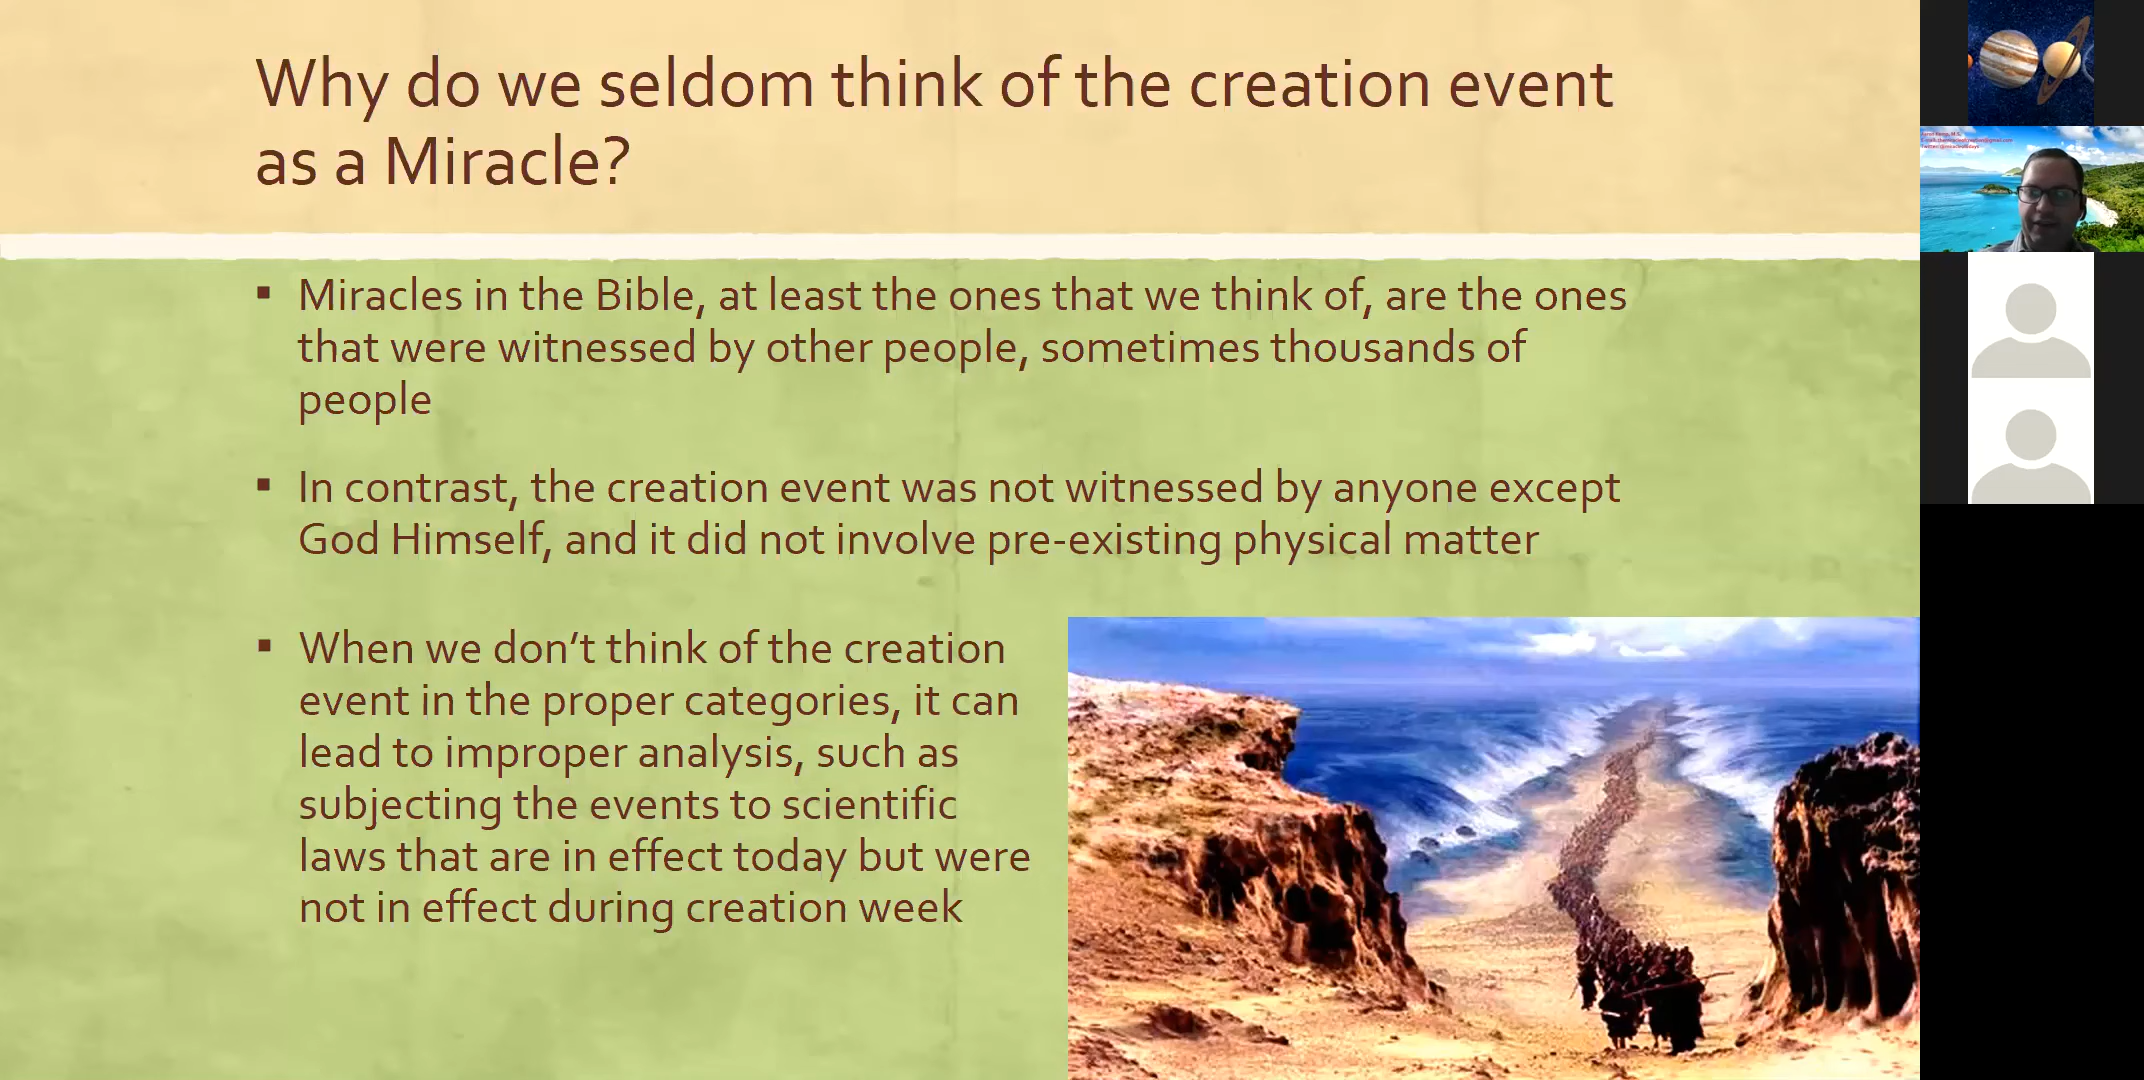 Why do we seldom think of the creation event
as a Miracle?
▪ Miracles in the Bible, at least the ones that we think of, are the ones
that were witnessed by other people, sometimes thousands of
people
▪ In contrast, the creation event was not witnessed by anyone except
God Himself, and it did not involve pre-existing physical matter
▪ When we don’t think of the creation
event in the proper categories, it can
lead to improper analysis, such as
subjecting the events to scientific
laws that are in effect today but were
not in effect during creation week